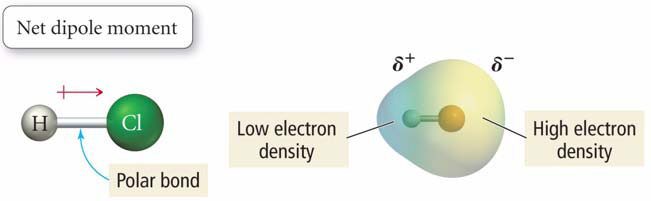 Net dipole moment
H
Cl
Polar bond
δ+
δ−
Low electron
density
High electron
density